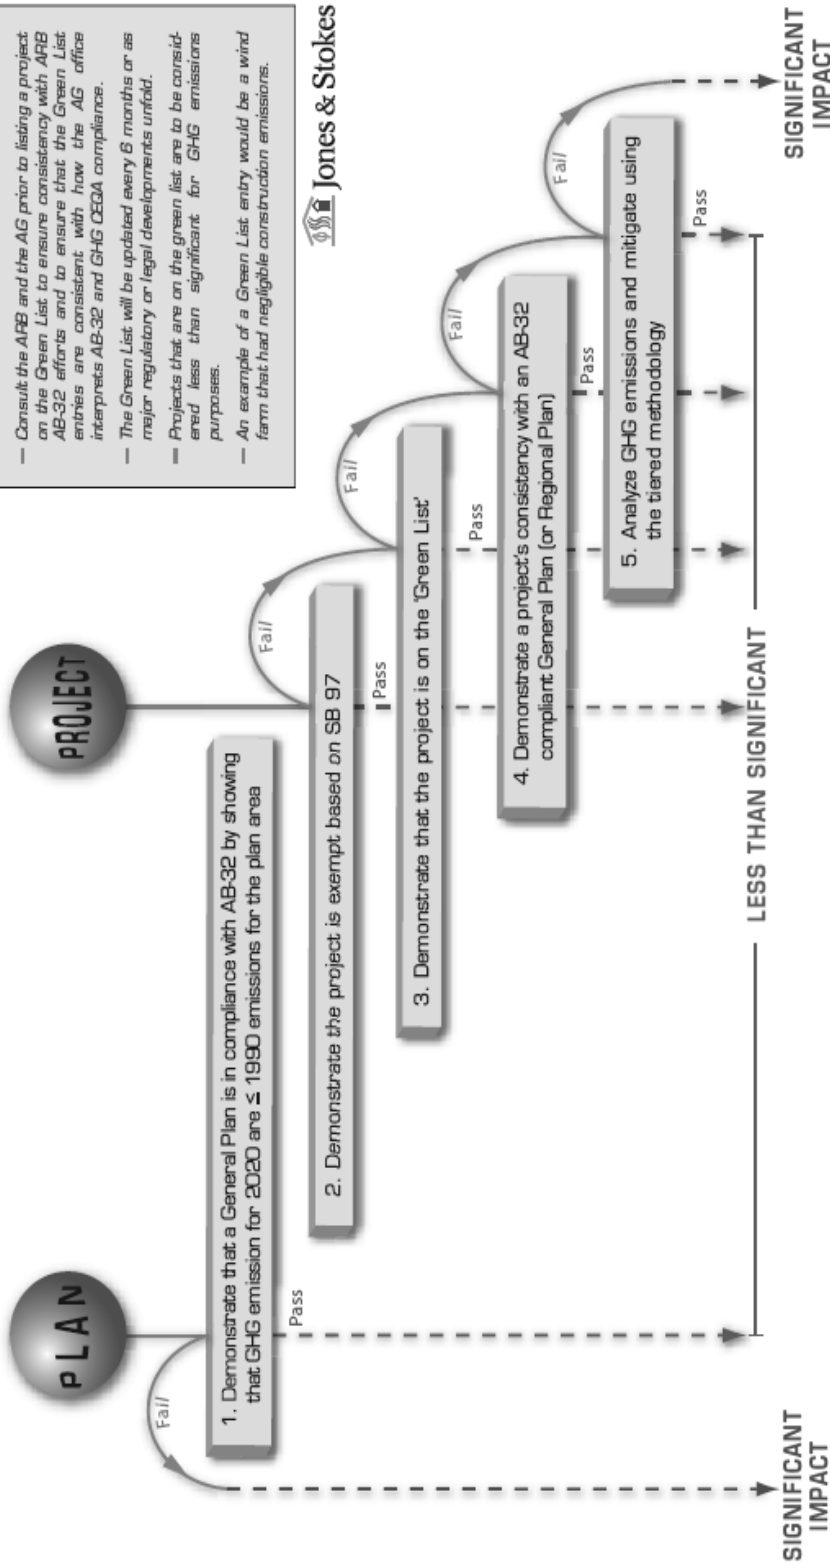 — Consult the ARB and the AG prior to listing a project
on the Green List to ensure consistency with ARB
AB-32 efforts and to ensure that the Green List
entries are consistent with how the AG office
interprets AB-32 and GHG CEQA compliance.
— The Green List will be updated every 6 months or as
major regulatory or legal developments unfold.
— Projects that are on the green list are to be consid-
ered less than significant for GHG emissions
purposes.
— An example of a Green List entry would be a wind
farm that had negligible construction emissions.
Jones & Stokes
PLAN
PROJECT
Fail
1. Demonstrate that a General Plan is in compliance with AB-32 by showing
that GHG emission for 2020 are ≤ 1990 emissions for the plan area
Pass
Fail
2. Demonstrate the project is exempt based on SB 97
Pass
Fail
3. Demonstrate that the project is on the 'Green List'
Pass
Fail
4. Demonstrate a project's consistency with an AB-32
compliant General Plan (or Regional Plan)
Pass
Fail
5. Analyze GHG emissions and mitigate using
the tiered methodology
Pass
SIGNIFICANT
IMPACT
LESS THAN SIGNIFICANT
SIGNIFICANT
IMPACT